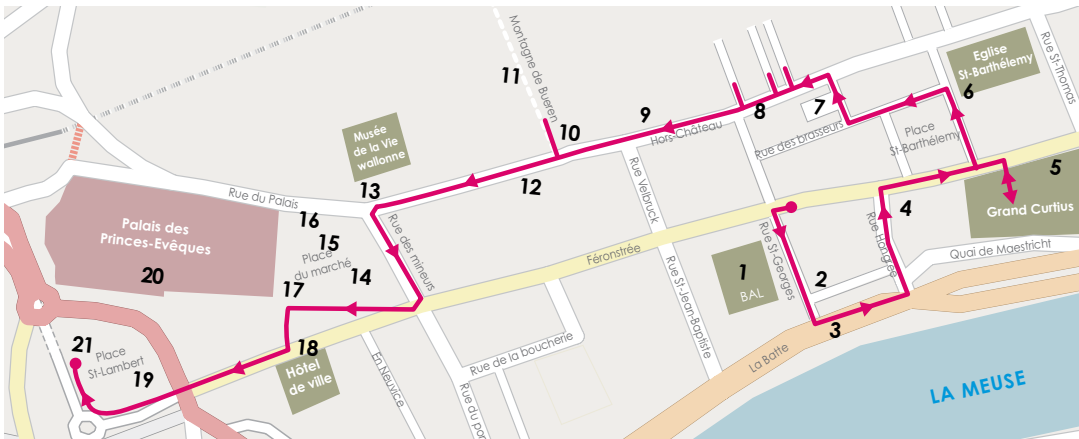 Montagne de Bueren
11
Eglise
St-Barthélemy
Rue St-Thomas
6
7
8
9
10
Hors-Château
Rue des brasseurs
Place
St-Barthélemy
5
Grand Curtius
Musée
de la Vie
wallonne
12
13
Rue du Palais
16
Rue des mineurs
15
Place
du marché
14
Palais des
Princes-Evêques
20
17
Rue Velbruck
Féronstrée
4
Rue Hongrée
Quai de Maestricht
1
BAL
Rue St-Georges
2
3
Rue St-Jean-Baptiste
La Batte
LA MEUSE
18
Hôtel
de ville
En Neuvice
Rue de la boucherie
Rue du pon
21
Place
St-Lambert
19